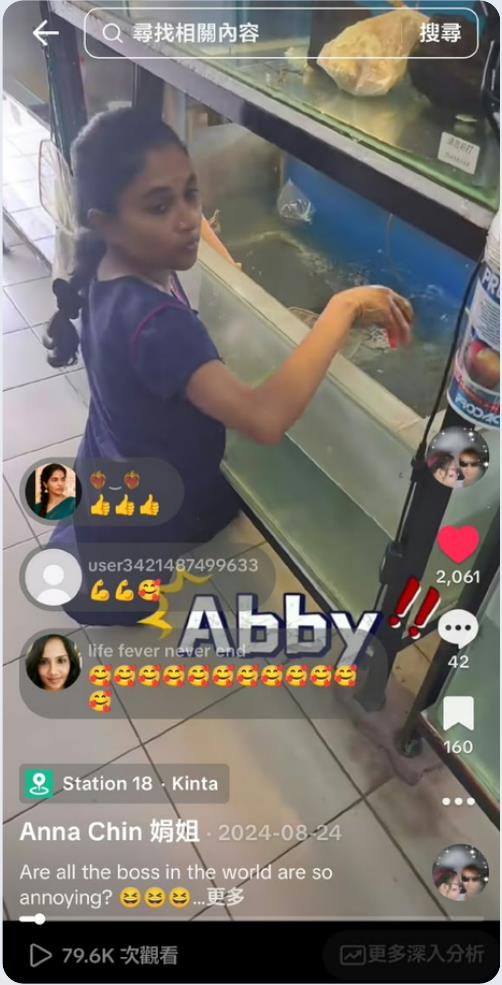 尋找相關內容
搜尋
user3421487499633
Abby!!
2,061
life fever never end
42
160
Station 18 · Kinta
Anna Chin 娟姐 · 2024-08-24
Are all the boss in the world are so
annoying? 😆😆😆...更多
79.6K 次觀看
更多深入分析